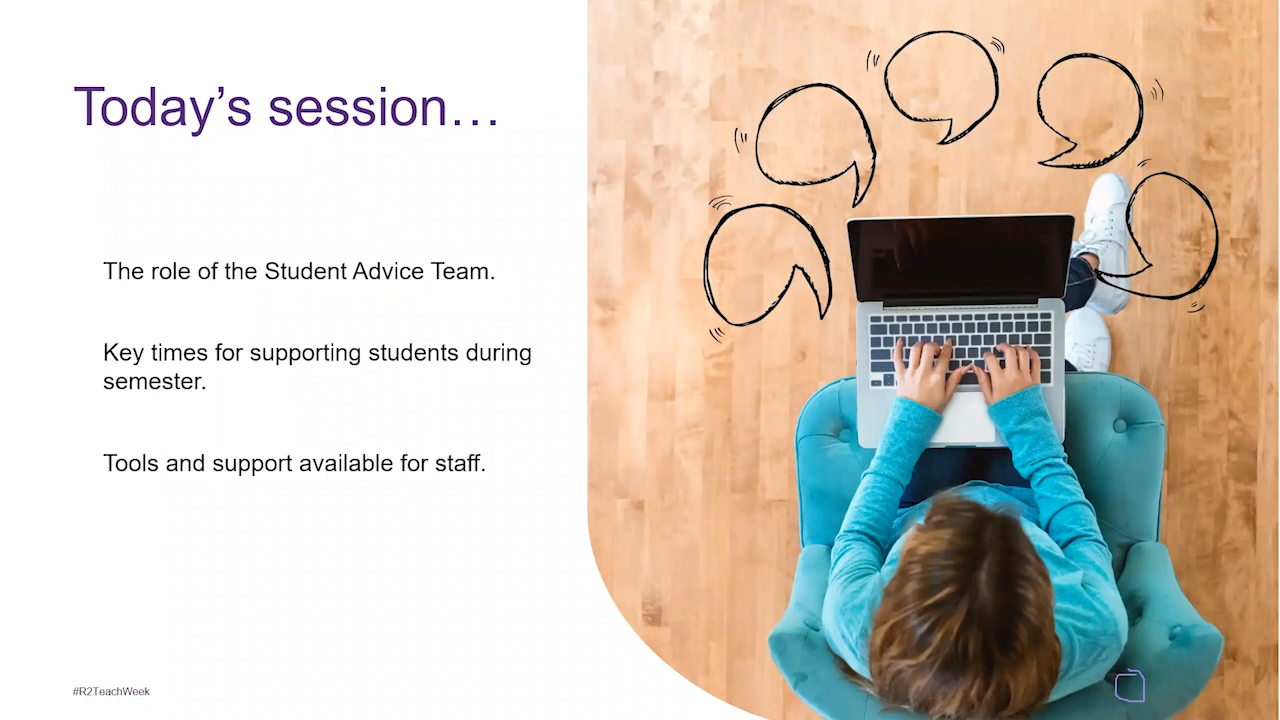 Today’s session…
The role of the Student Advice Team.
Key times for supporting students during
semester.
Tools and support available for staff.
#R2TeachWeek